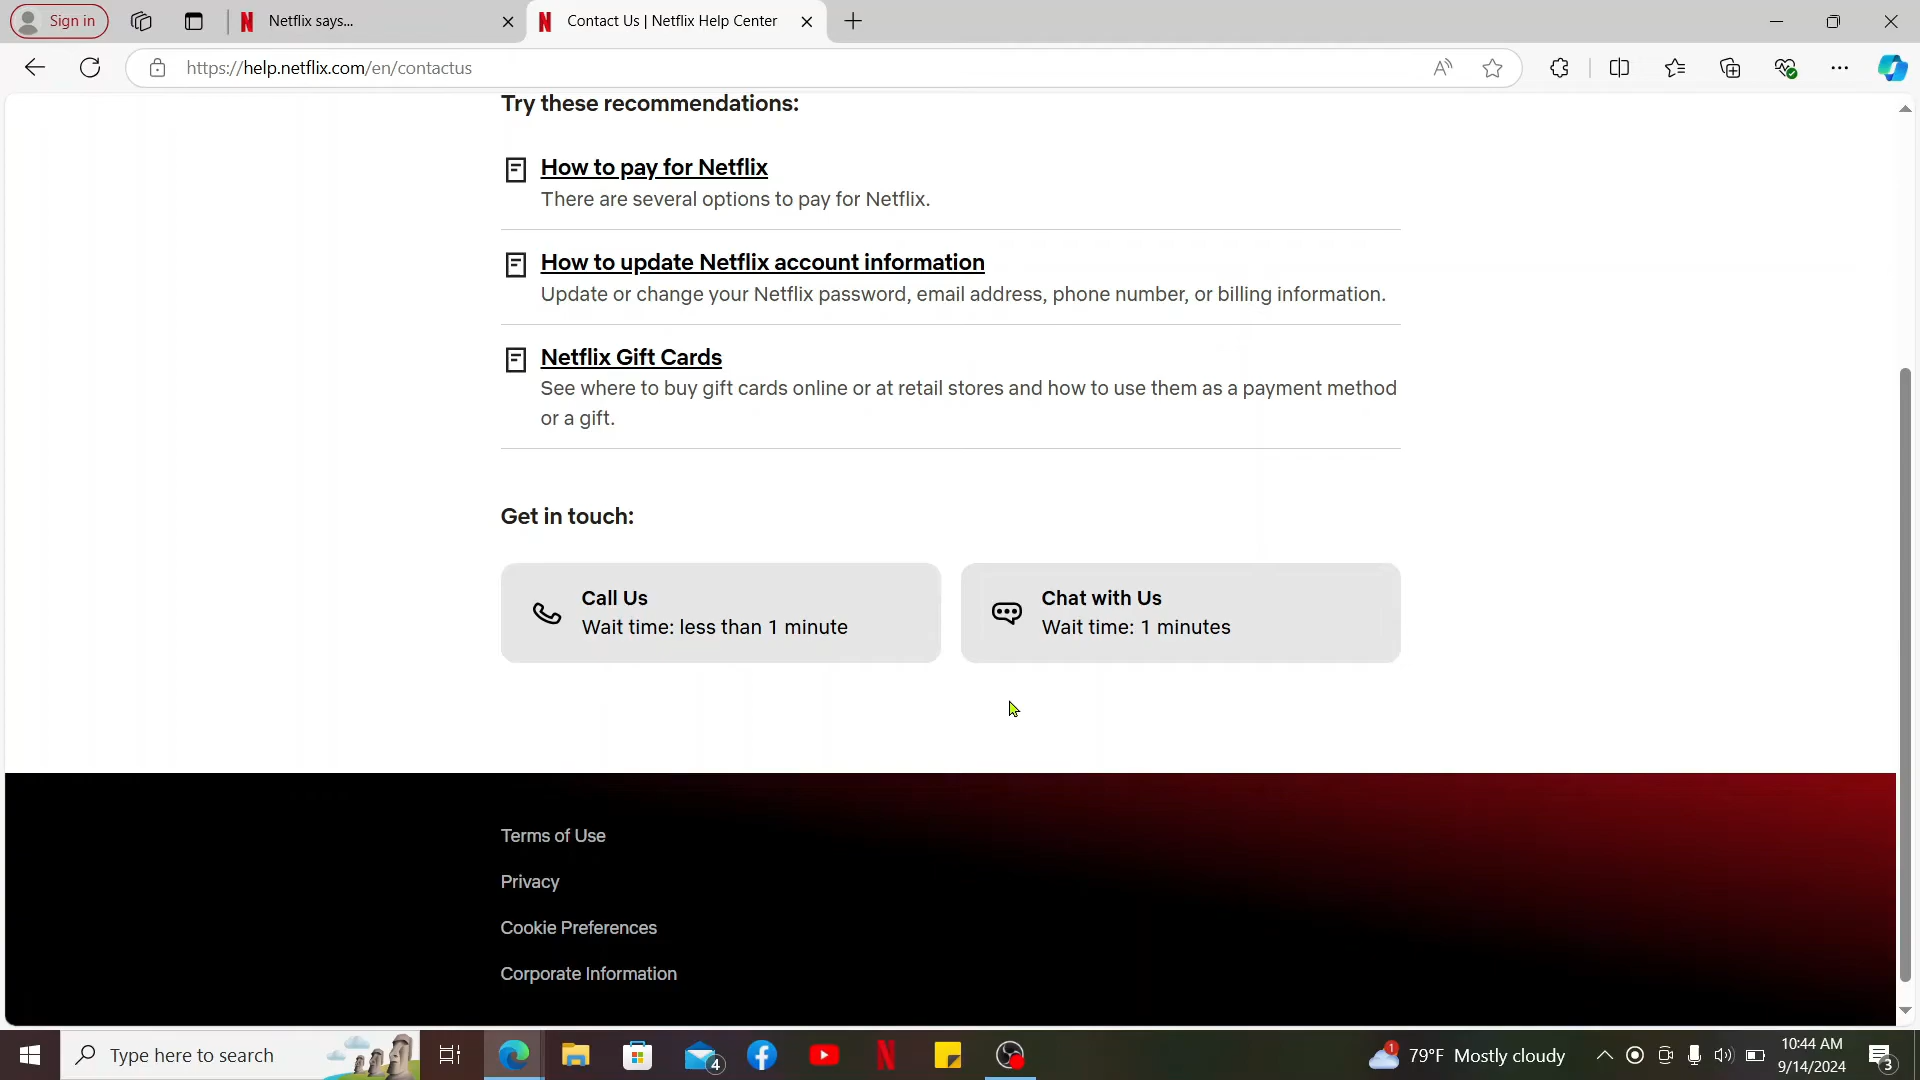 Sign in
Netflix says...
Contact Us | Netflix Help Center
https://help.netflix.com/en/contactus
Try these recommendations:
How to pay for Netflix
There are several options to pay for Netflix.
How to update Netflix account information
Update or change your Netflix password, email address, phone number, or billing information.
Netflix Gift Cards
See where to buy gift cards online or at retail stores and how to use them as a payment method
or a gift.
Get in touch:
Call Us
Wait time: less than 1 minute
Chat with Us
Wait time: 1 minutes
Terms of Use
Privacy
Cookie Preferences
Corporate Information
Type here to search
4
1
79°F Mostly cloudy
10:44 AM
9/14/2024
3